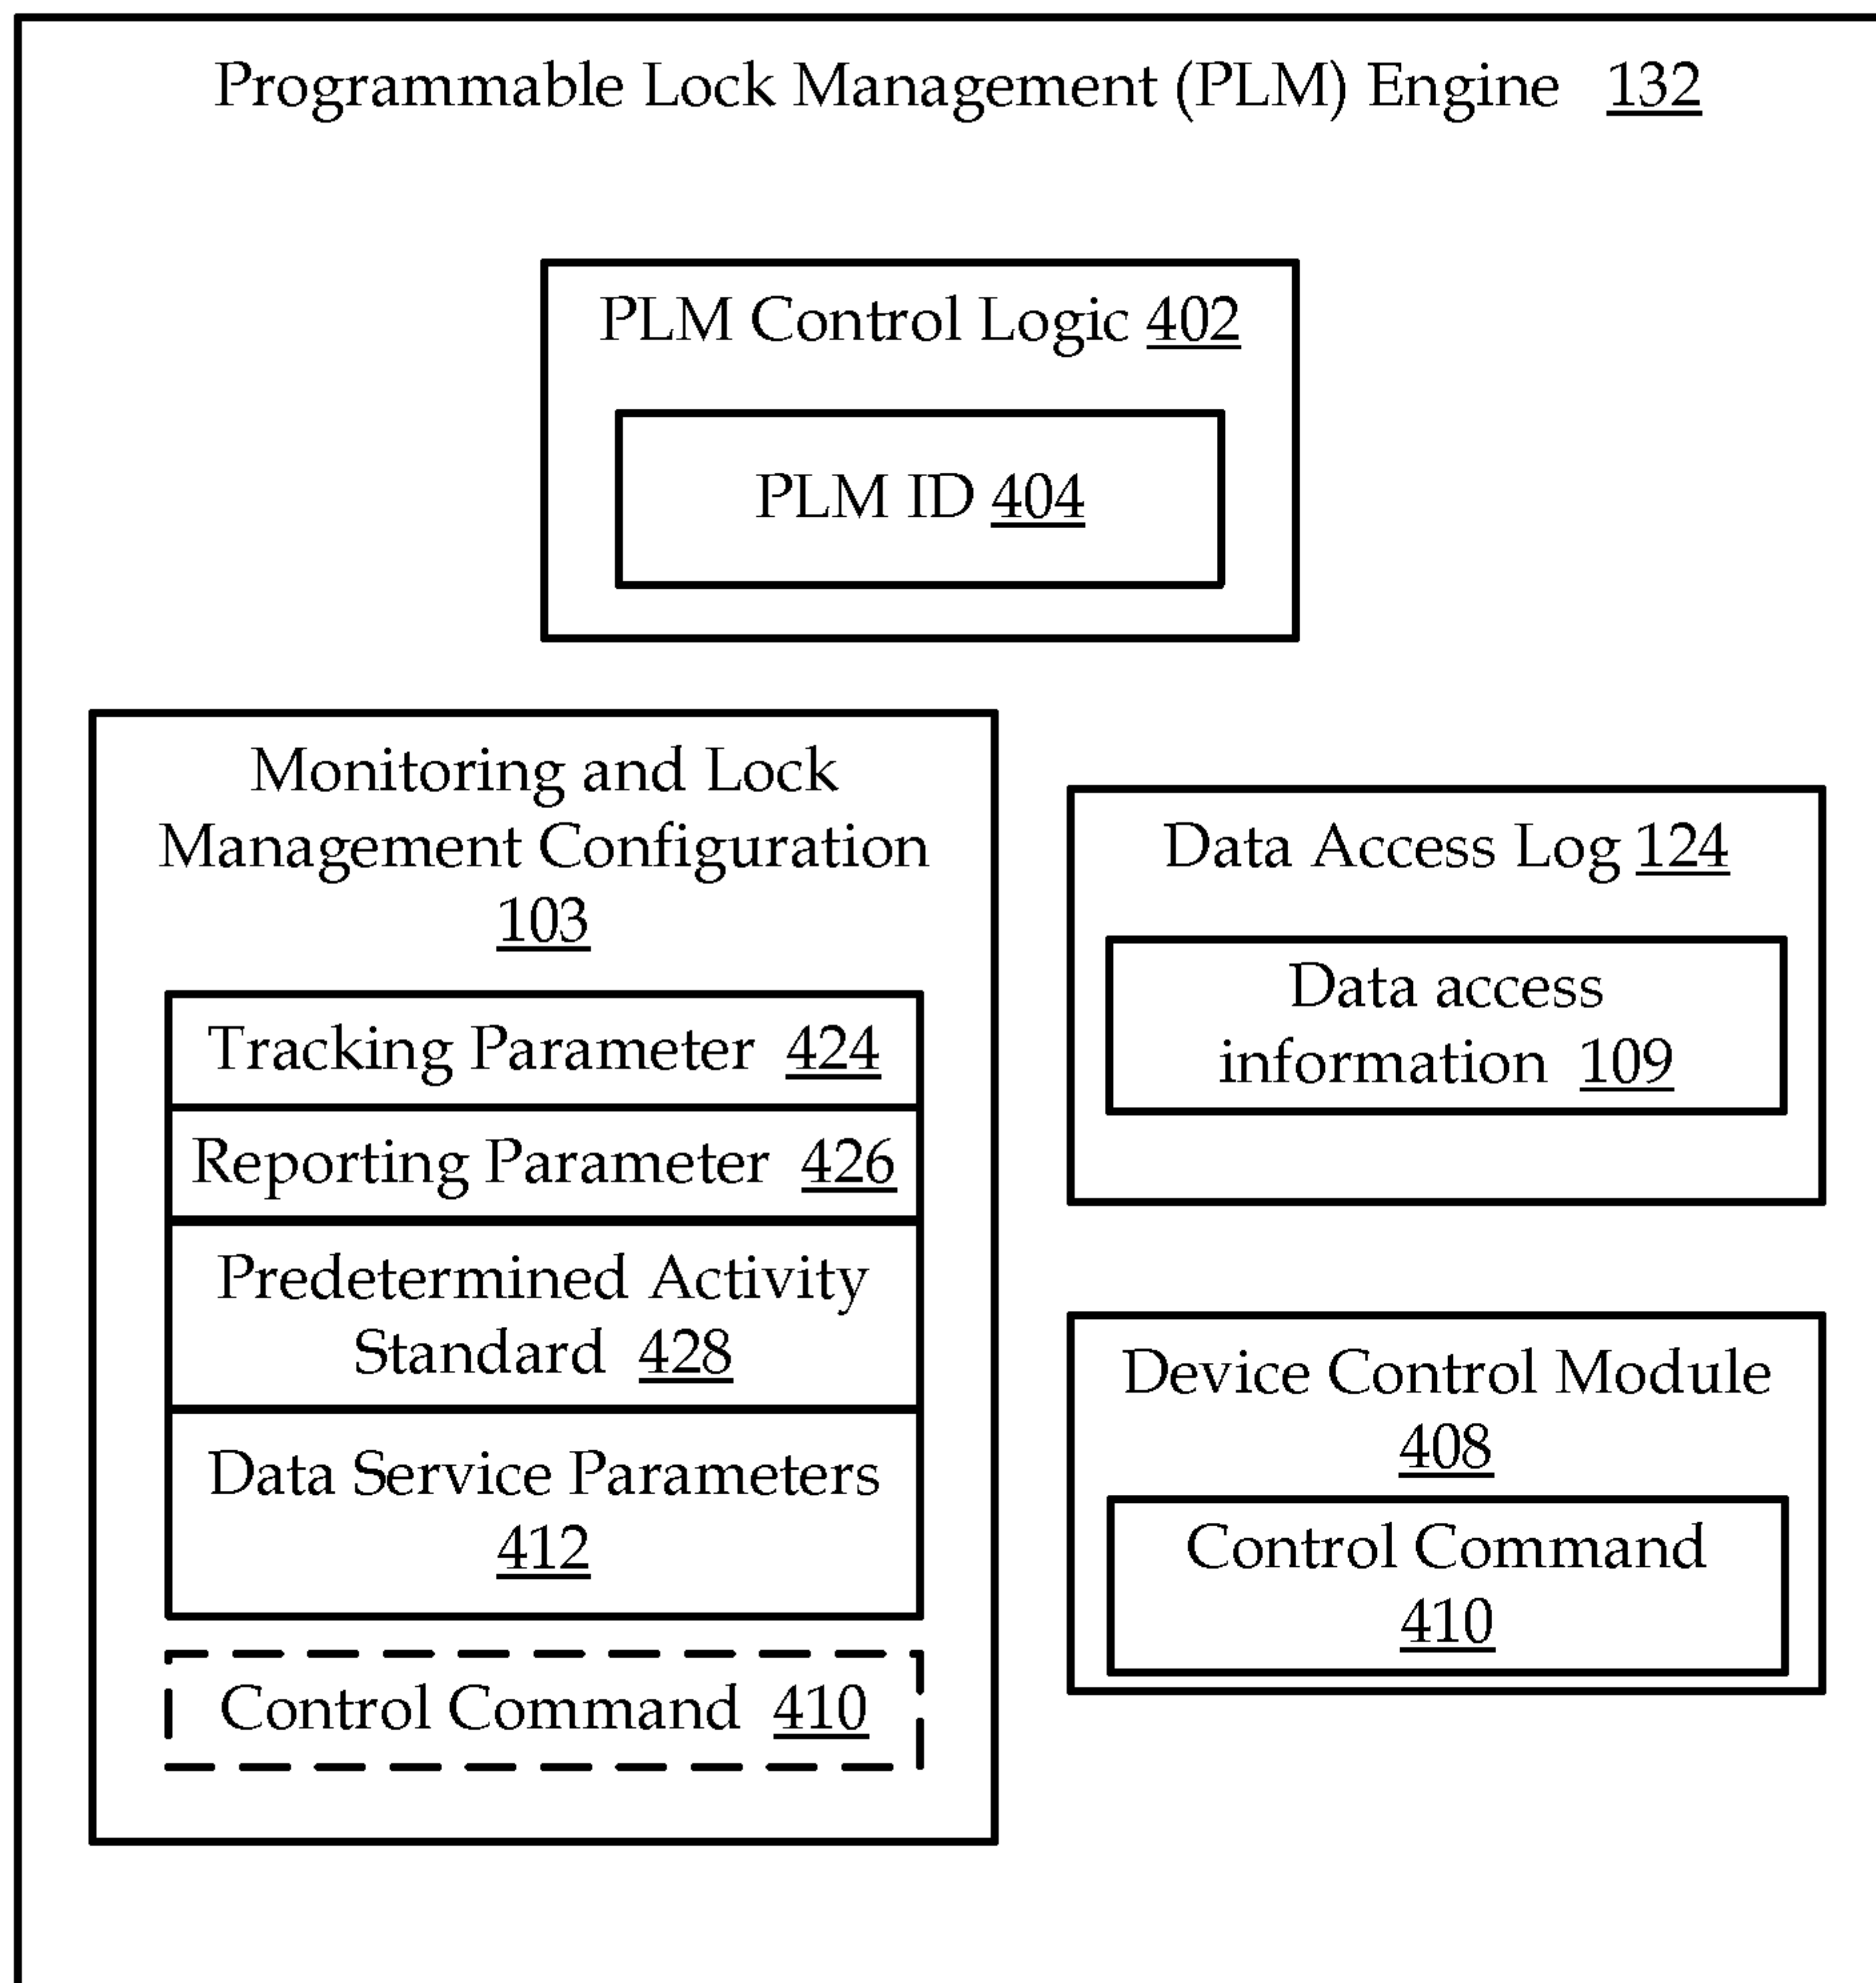 Programmable Lock Management (PLM) Engine 132
PLM Control Logic 402
PLM ID 404
Monitoring and Lock
Management Configuration
103
Tracking Parameter 424
Reporting Parameter 426
Predetermined Activity
Standard 428
Data Service Parameters
412
Control Command 410
Data Access Log 124
Data access
information 109
Device Control Module
408
Control Command
410